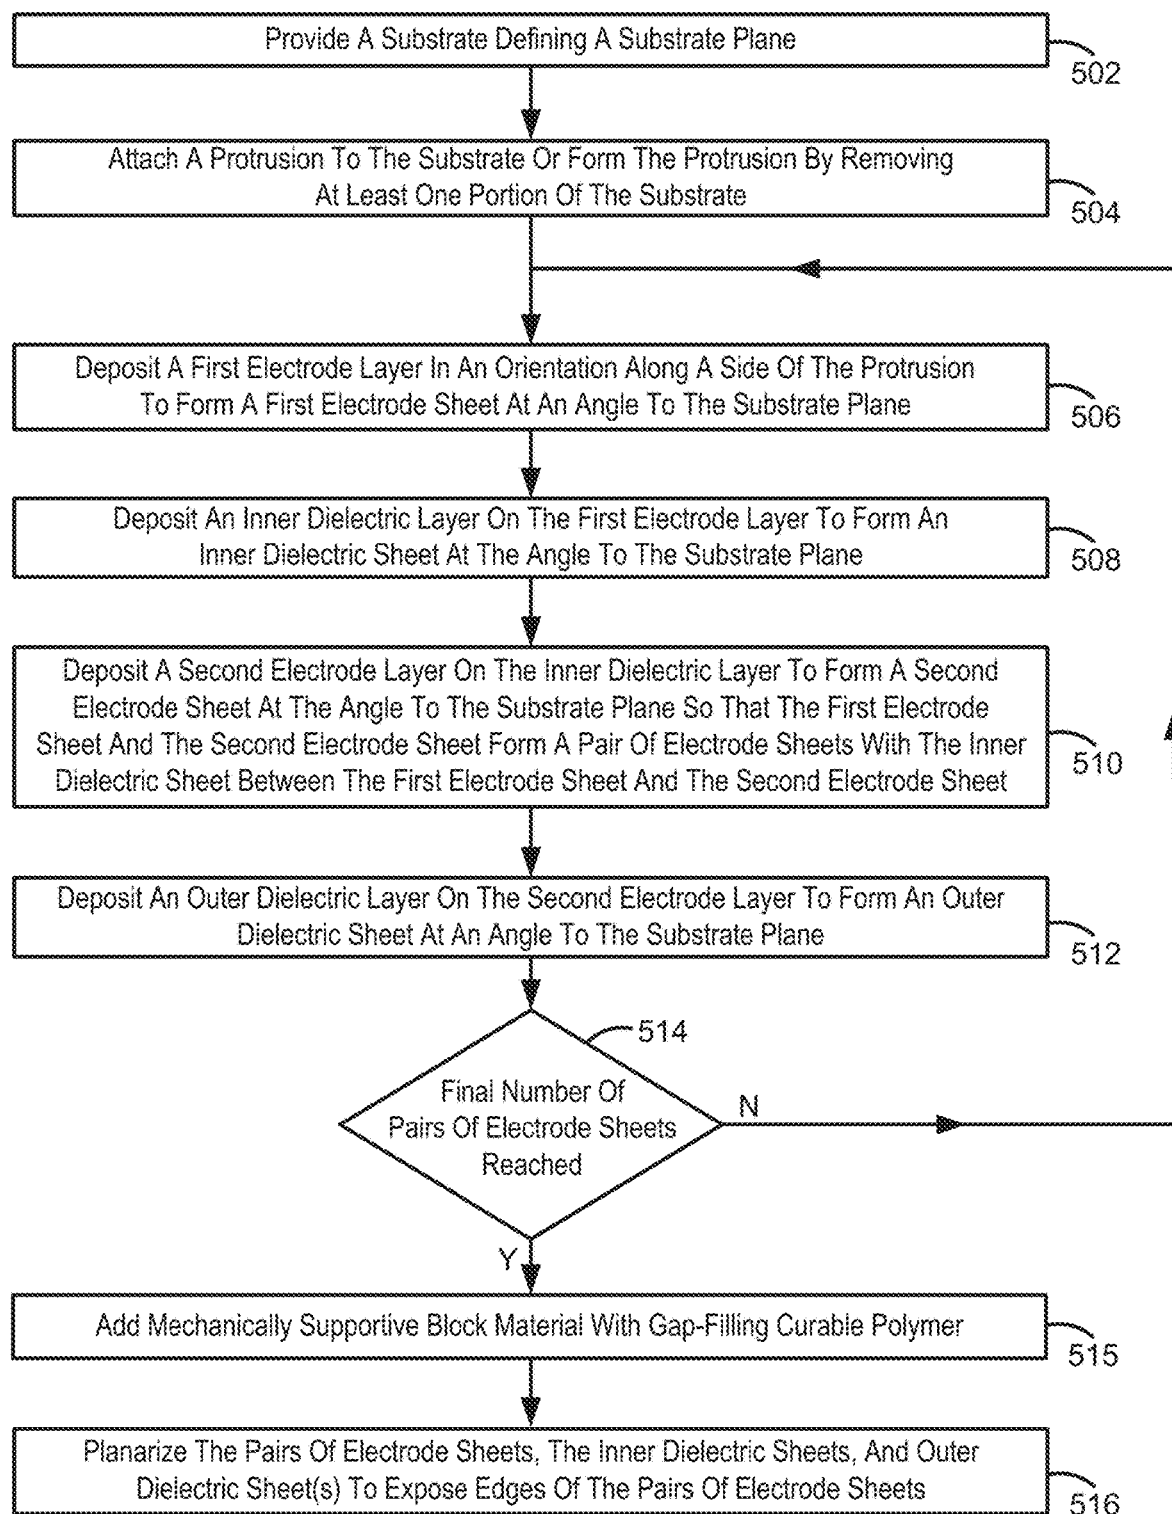 Provide A Substrate Defining A Substrate Plane
502
Attach A Protrusion To The Substrate Or Form The Protrusion By Removing
At Least One Portion Of The Substrate
504
Deposit A First Electrode Layer In An Orientation Along A Side Of The Protrusion
To Form A First Electrode Sheet At An Angle To The Substrate Plane
506
Deposit An Inner Dielectric Layer On The First Electrode Layer To Form An
Inner Dielectric Sheet At The Angle To The Substrate Plane
508
Deposit A Second Electrode Layer On The Inner Dielectric Layer To Form A Second
Electrode Sheet At The Angle To The Substrate Plane So That The First Electrode
Sheet And The Second Electrode Sheet Form A Pair Of Electrode Sheets With The Inner
Dielectric Sheet Between The First Electrode Sheet And The Second Electrode Sheet
510
Deposit An Outer Dielectric Layer On The Second Electrode Layer To Form An Outer
Dielectric Sheet At An Angle To The Substrate Plane
512
514
Final Number Of
Pairs Of Electrode Sheets
Reached
N
Y
Add Mechanically Supportive Block Material With Gap-Filling Curable Polymer
515
Planarize The Pairs Of Electrode Sheets, The Inner Dielectric Sheets, And Outer
Dielectric Sheet(s) To Expose Edges Of The Pairs Of Electrode Sheets
516